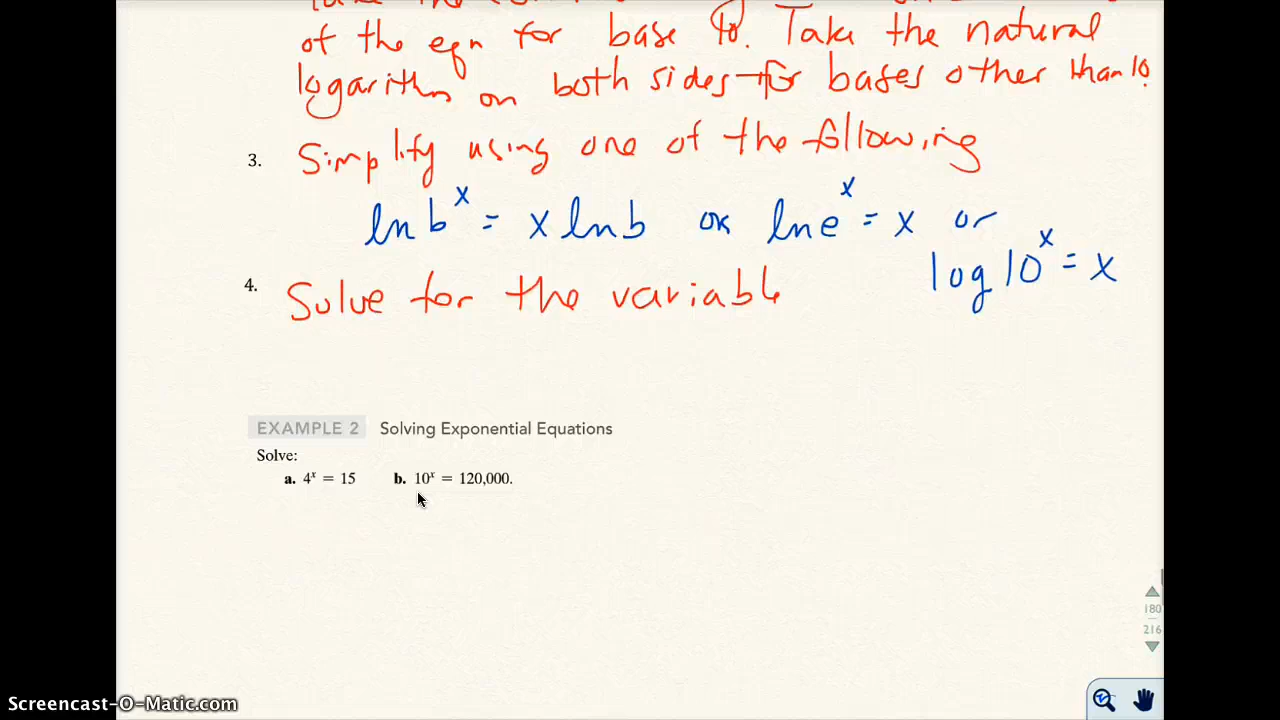 of the eqn for base 10. Take the natural
logarithm on both sides for bases other than 10.
3. Simplify using one of the following
ln b^x = x ln b or ln e^x = x or
log 10^x = x
4. Solve for the variable
EXAMPLE 2 Solving Exponential Equations
Solve:
a. 4^x = 15 b. 10^x = 120,000.
180
216
Screencast-O-Matic.com